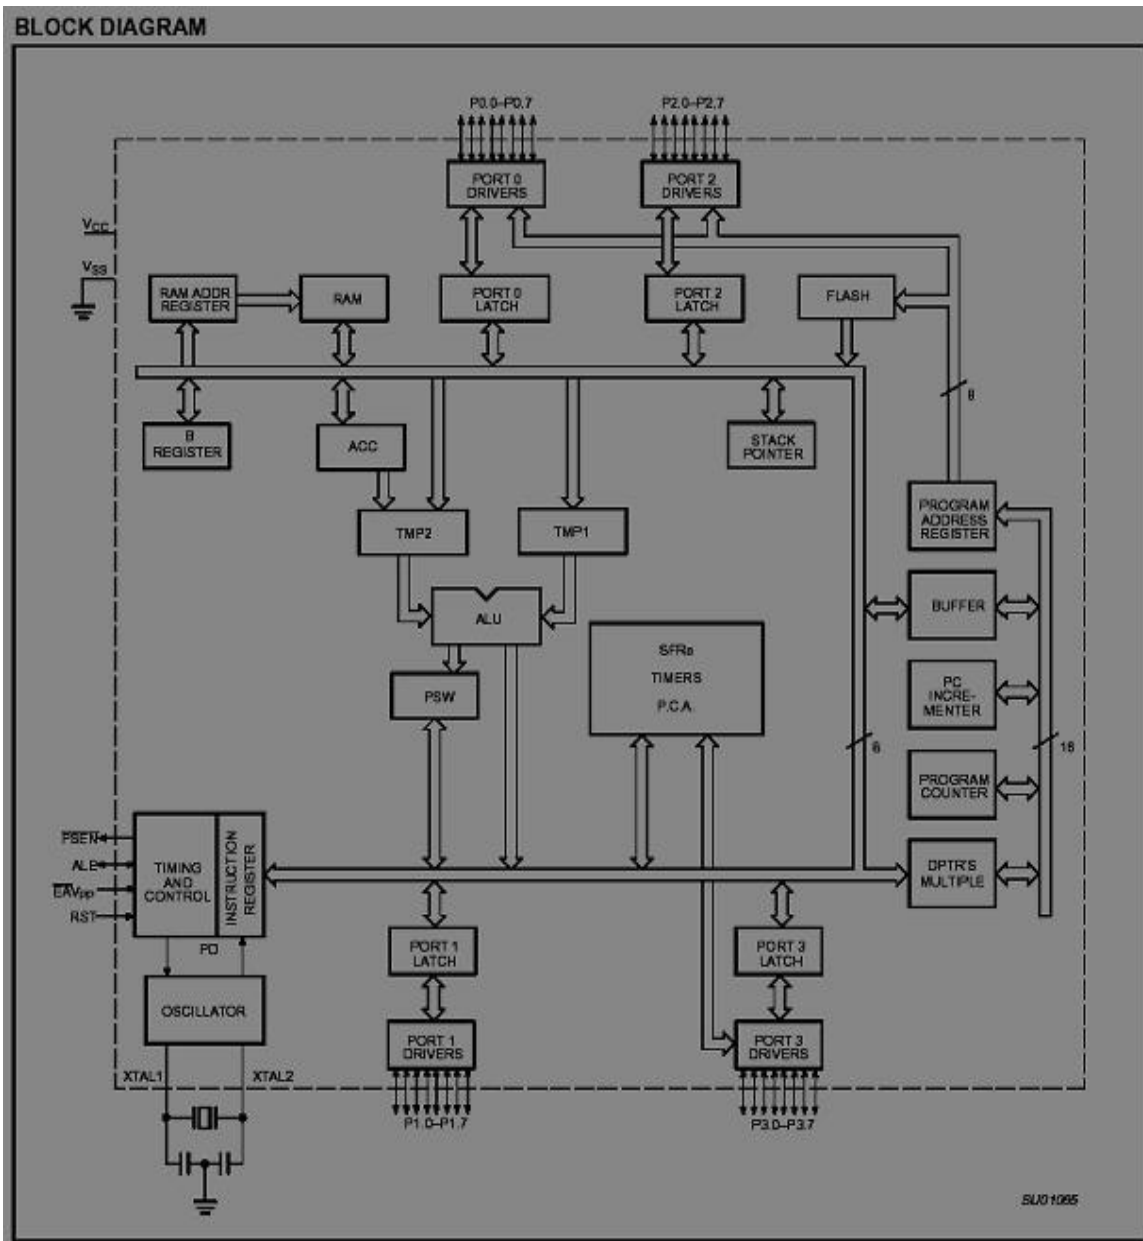 BLOCK DIAGRAM
P0.0–P0.7
P2.0–P2.7
PORT 0
DRIVERS
PORT 2
DRIVERS
VCC
VSS
RAM ADDR
REGISTER
RAM
PORT 0
LATCH
PORT 2
LATCH
FLASH
8
B
REGISTER
ACC
STACK
POINTER
PROGRAM
ADDRESS
REGISTER
TMP2
TMP1
BUFFER
ALU
SFRs
TIMERS
P.C.A.
PSW
PC
INCRE-
MENTER
8
16
PROGRAM
COUNTER
PSEN
ALE
EAVPP
RST
TIMING
AND
CONTROL
INSTRUCTION
REGISTER
DPTR'S
MULTIPLE
PD
PORT 1
LATCH
PORT 3
LATCH
OSCILLATOR
PORT 1
DRIVERS
PORT 3
DRIVERS
XTAL1
XTAL2
P1.0–P1.7
P3.0–P3.7
SU01065